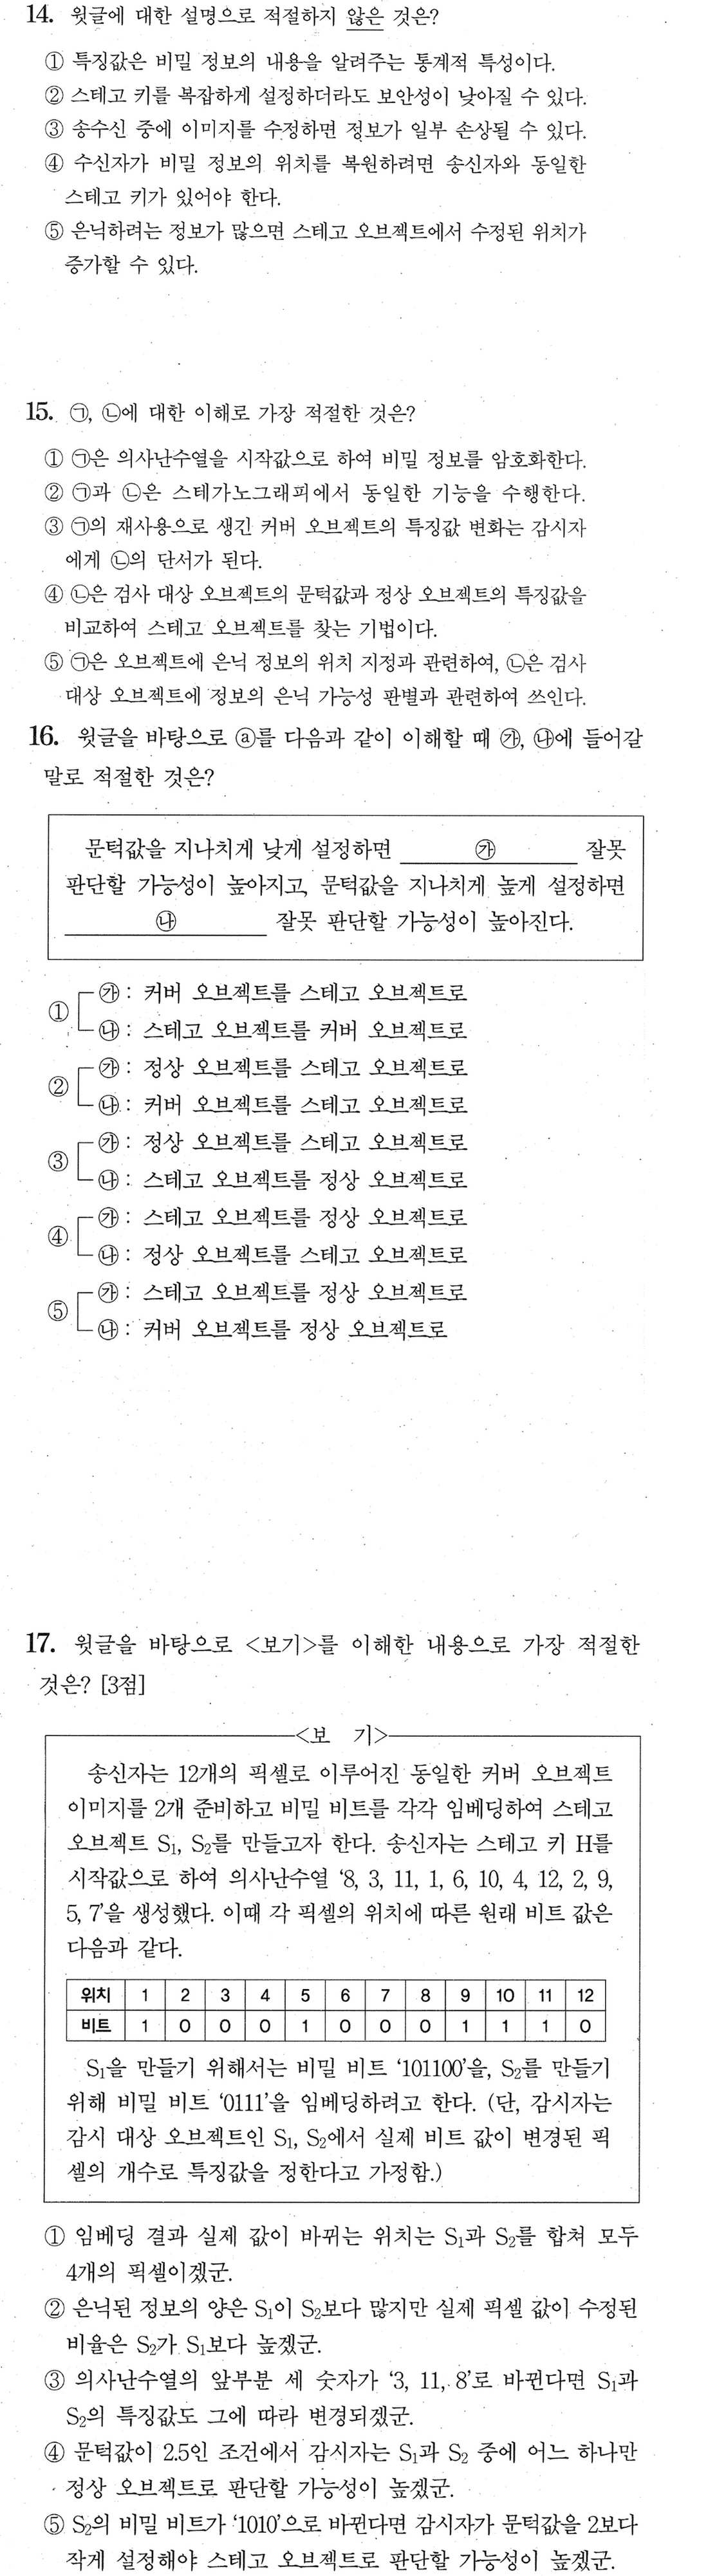 14. 윗글에 대한 설명으로 적절하지 않은 것은?
① 특징값은 비밀 정보의 내용을 알려주는 통계적 특성이다.
② 스테고 키를 복잡하게 설정하더라도 보안성이 낮아질 수 있다.
③ 송수신 중에 이미지를 수정하면 정보가 일부 손상될 수 있다.
④ 수신자가 비밀 정보의 위치를 복원하려면 송신자와 동일한
스테고 키가 있어야 한다.
⑤ 은닉하려는 정보가 많으면 스테고 오브젝트에서 수정된 위치가
증가할 수 있다.
15. ㉠, ㉡에 대한 이해로 가장 적절한 것은?
① ㉠은 의사난수열을 시작값으로 하여 비밀 정보를 암호화한다.
② ㉠과 ㉡은 스테가노그래피에서 동일한 기능을 수행한다.
③ ㉠의 재사용으로 생긴 커버 오브젝트의 특징값 변화는 감시자
에게 ㉡의 단서가 된다.
④ ㉡은 검사 대상 오브젝트의 문턱값과 정상 오브젝트의 특징값을
비교하여 스테고 오브젝트를 찾는 기법이다.
⑤ ㉠은 오브젝트에 은닉 정보의 위치 지정과 관련하여, ㉡은 검사
대상 오브젝트에 정보의 은닉 가능성 판별과 관련하여 쓰인다.
16. 윗글을 바탕으로 ⓐ를 다음과 같이 이해할 때 ㉮, ㉯에 들어갈
말로 적절한 것은?
문턱값을 지나치게 낮게 설정하면 ㉮ 잘못
판단할 가능성이 높아지고, 문턱값을 지나치게 높게 설정하면
㉯ 잘못 판단할 가능성이 높아진다.
① ㉮: 커버 오브젝트를 스테고 오브젝트로
㉯: 스테고 오브젝트를 커버 오브젝트로
② ㉮: 정상 오브젝트를 스테고 오브젝트로
㉯: 커버 오브젝트를 스테고 오브젝트로
③ ㉮: 정상 오브젝트를 스테고 오브젝트로
㉯: 스테고 오브젝트를 정상 오브젝트로
④ ㉮: 스테고 오브젝트를 정상 오브젝트로
㉯: 정상 오브젝트를 스테고 오브젝트로
⑤ ㉮: 스테고 오브젝트를 정상 오브젝트로
㉯: 커버 오브젝트를 정상 오브젝트로
17. 윗글을 바탕으로 <보기>를 이해한 내용으로 가장 적절한
것은? [3점]
<보 기>
송신자는 12개의 픽셀로 이루어진 동일한 커버 오브젝트
이미지를 2개 준비하고 비밀 비트를 각각 임베딩하여 스테고
오브젝트 S₁, S₂를 만들고자 한다. 송신자는 스테고 키 H를
시작값으로 하여 의사난수열 ‘8, 3, 11, 1, 6, 10, 4, 12, 2, 9,
5, 7’을 생성했다. 이때 각 픽셀의 위치에 따른 원래 비트 값은
다음과 같다.
위치 1 2 3 4 5 6 7 8 9 10 11 12
비트 1 0 0 0 1 0 0 0 1 1 1 0
S₁을 만들기 위해서는 비밀 비트 ‘101100’을, S₂를 만들기
위해 비밀 비트 ‘0111’을 임베딩하려고 한다. (단, 감시자는
감시 대상 오브젝트인 S₁, S₂에서 실제 비트 값이 변경된 픽
셀의 개수로 특징값을 정한다고 가정함.)
① 임베딩 결과 실제 값이 바뀌는 위치는 S₁과 S₂를 합쳐 모두
4개의 픽셀이겠군.
② 은닉된 정보의 양은 S₁이 S₂보다 많지만 실제 픽셀 값이 수정된
비율은 S₂가 S₁보다 높겠군.
③ 의사난수열의 앞부분 세 숫자가 ‘3, 11, 8’로 바뀐다면 S₁과
S₂의 특징값도 그에 따라 변경되겠군.
④ 문턱값이 2.5인 조건에서 감시자는 S₁과 S₂ 중에 어느 하나만
정상 오브젝트로 판단할 가능성이 높겠군.
⑤ S₂의 비밀 비트가 ‘1010’으로 바뀐다면 감시자가 문턱값을 2보다
작게 설정해야 스테고 오브젝트로 판단할 가능성이 높겠군.